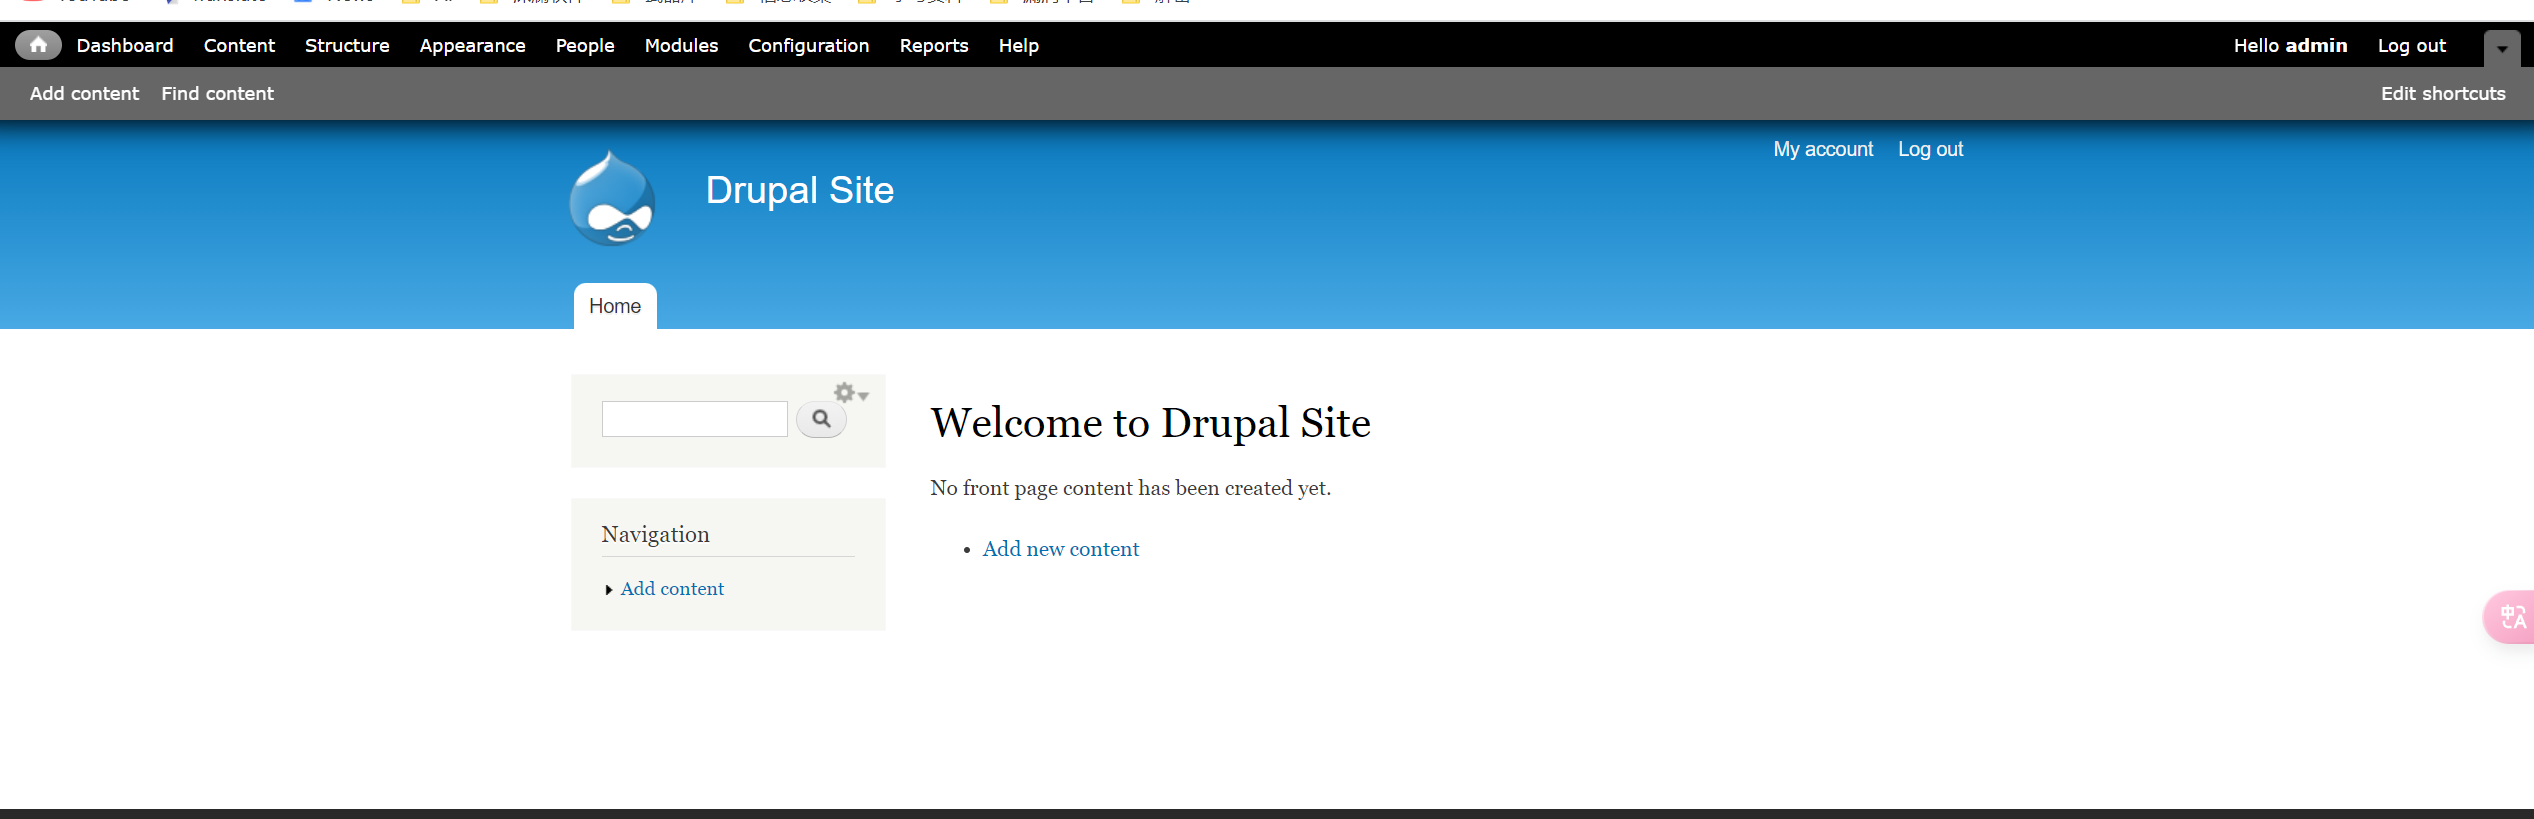 Dashboard Content Structure Appearance People Modules Configuration Reports Help Hello admin Log out
Add content Find content Edit shortcuts
My account Log out
Drupal Site
Home
Welcome to Drupal Site
No front page content has been created yet.
Add new content
Navigation
Add content
中A